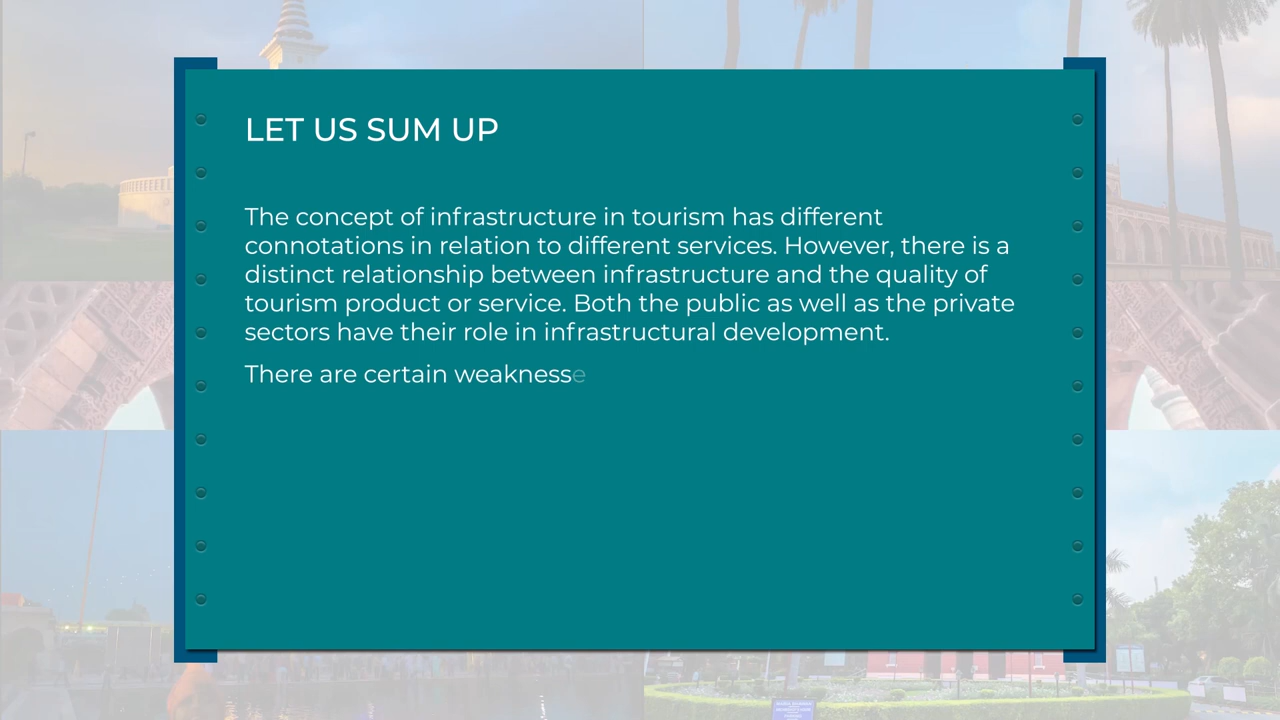 LET US SUM UP
The concept of infrastructure in tourism has different
connotations in relation to different services. However, there is a
distinct relationship between infrastructure and the quality of
tourism product or service. Both the public as well as the private
sectors have their role in infrastructural development.
There are certain weaknesse